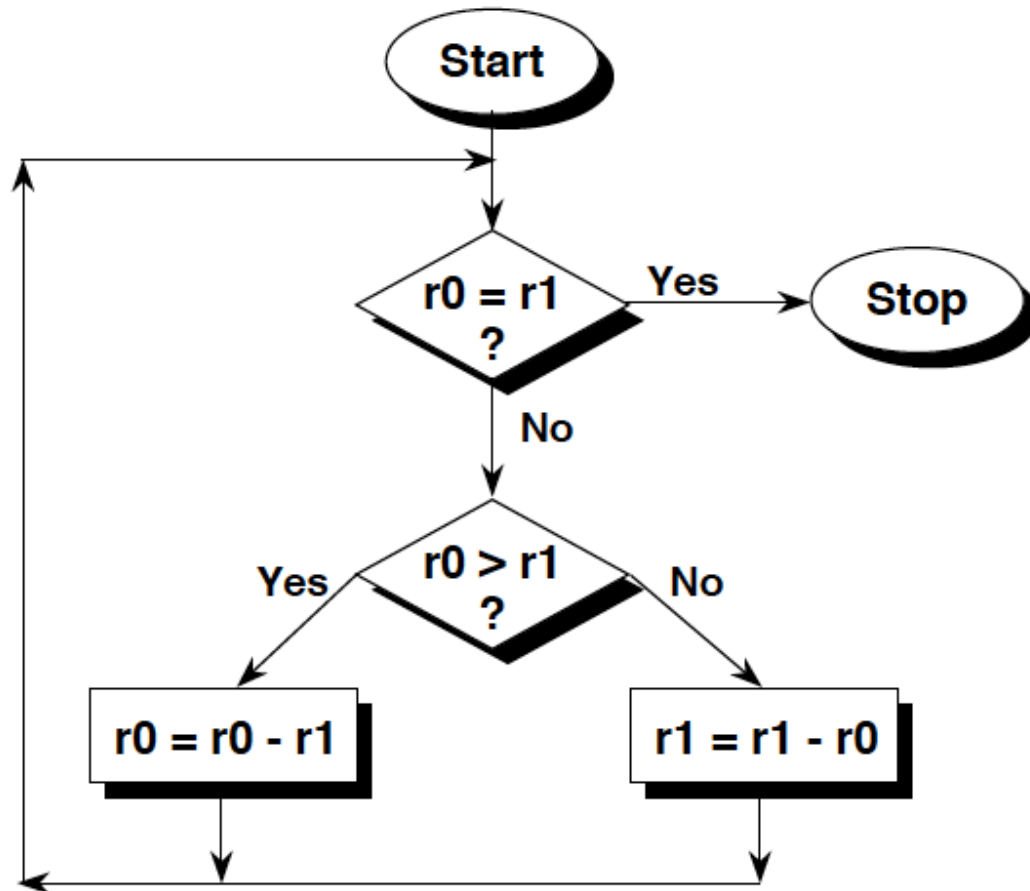 Start
r0 = r1
?
Yes
Stop
No
r0 > r1
?
Yes
No
r0 = r0 - r1
r1 = r1 - r0